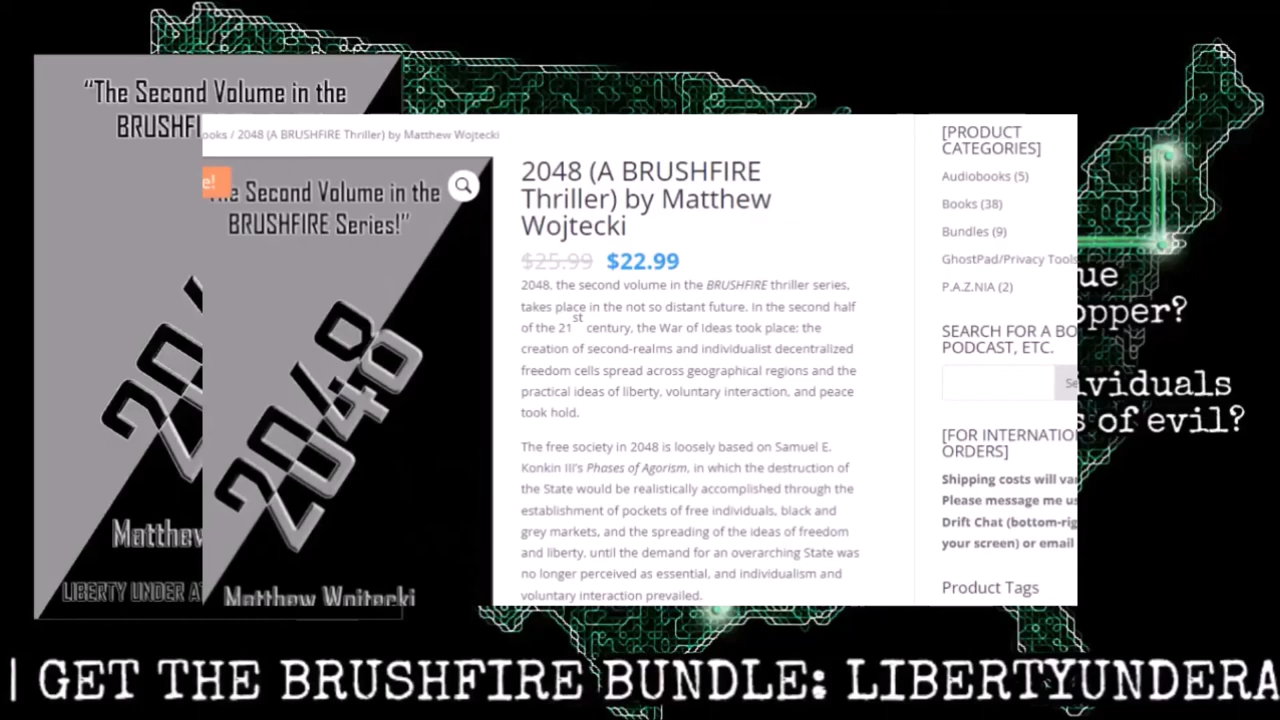 “The Second Volume in the
BRUSHFI
Matthew
LIBERTY UNDER A
ooks / 2048 (A BRUSHFIRE Thriller) by Matthew Wojtecki
e!
e Second Volume in the
BRUSHFIRE Series!”
2048
Matthew Wojtecki
2048 (A BRUSHFIRE
Thriller) by Matthew
Wojtecki
$25.99 $22.99
2048, the second volume in the BRUSHFIRE thriller series,
takes place in the not so distant future. In the second half
of the 21st century, the War of Ideas took place: the
creation of second-realms and individualist decentralized
freedom cells spread across geographical regions and the
practical ideas of liberty, voluntary interaction, and peace
took hold.
The free society in 2048 is loosely based on Samuel E.
Konkin III's Phases of Agorism, in which the destruction of
the State would be realistically accomplished through the
establishment of pockets of free individuals, black and
grey markets, and the spreading of the ideas of freedom
and liberty, until the demand for an overarching State was
no longer perceived as essential, and individualism and
voluntary interaction prevailed.
[PRODUCT
CATEGORIES]
Audiobooks (5)
Books (38)
Bundles (9)
GhostPad/Privacy Tools
P.A.Z.NIA (2)
SEARCH FOR A BO
PODCAST, ETC.
Se
[FOR INTERNATIO
ORDERS]
Shipping costs will va
Please message me u
Drift Chat (bottom-rig
your screen) or email
Product Tags
ue
opper?
ividuals
s of evil?
| GET THE BRUSHFIRE BUNDLE: LIBERTYUNDERA